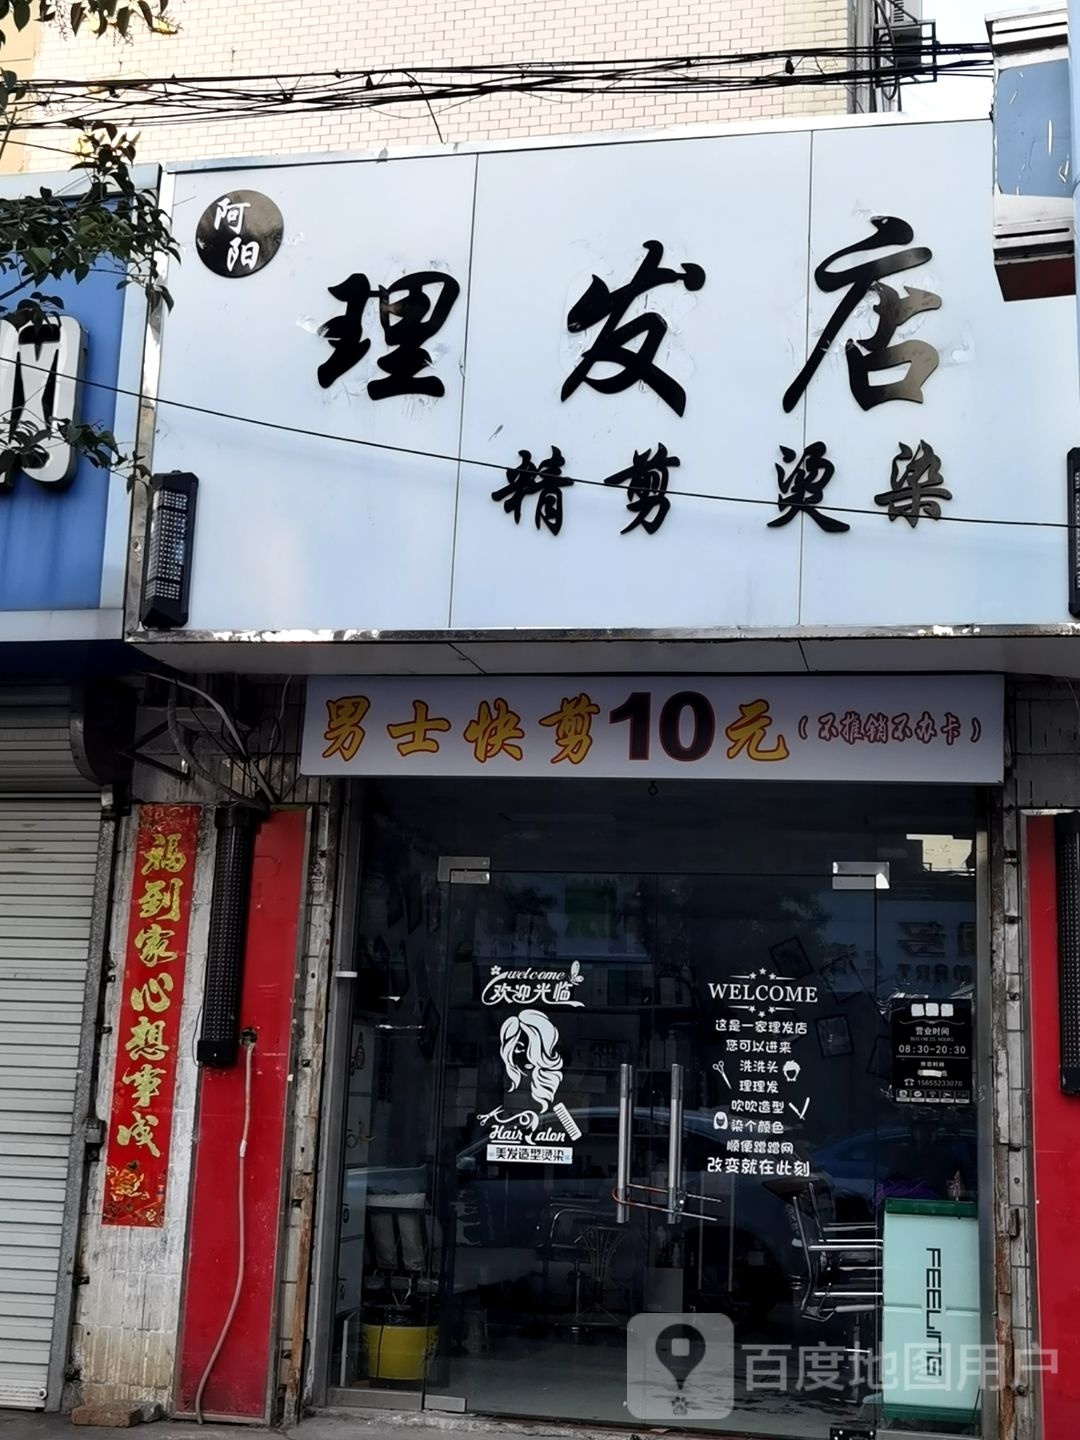 阿阳
理发店
精剪 烫染
男士快剪10元（不推销不办卡）
福到家心想事成
welcome
欢迎光临
Hair Salon
美发造型烫染
WELCOME
这是一家理发店
您可以进来
洗洗头
理理发
吹吹造型
染个颜色
顺便蹭蹭网
改变就在此刻
营业时间
BUSINESS HOURS
08:30-20:30
15655233070
FEELING
百度地图用户